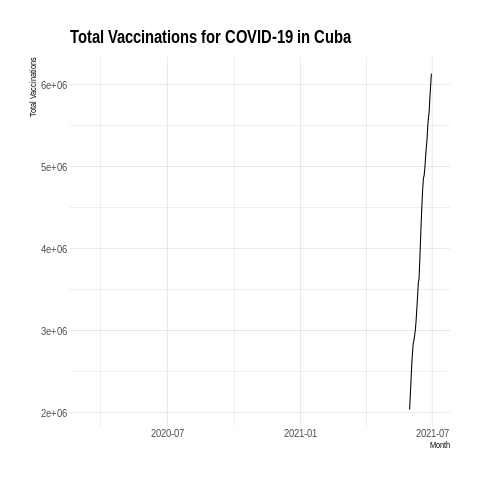 Total Vaccinations for COVID-19 in Cuba
Total Vaccinations
6e+06
5e+06
4e+06
3e+06
2e+06
2020-07 2021-01 2021-07
Month